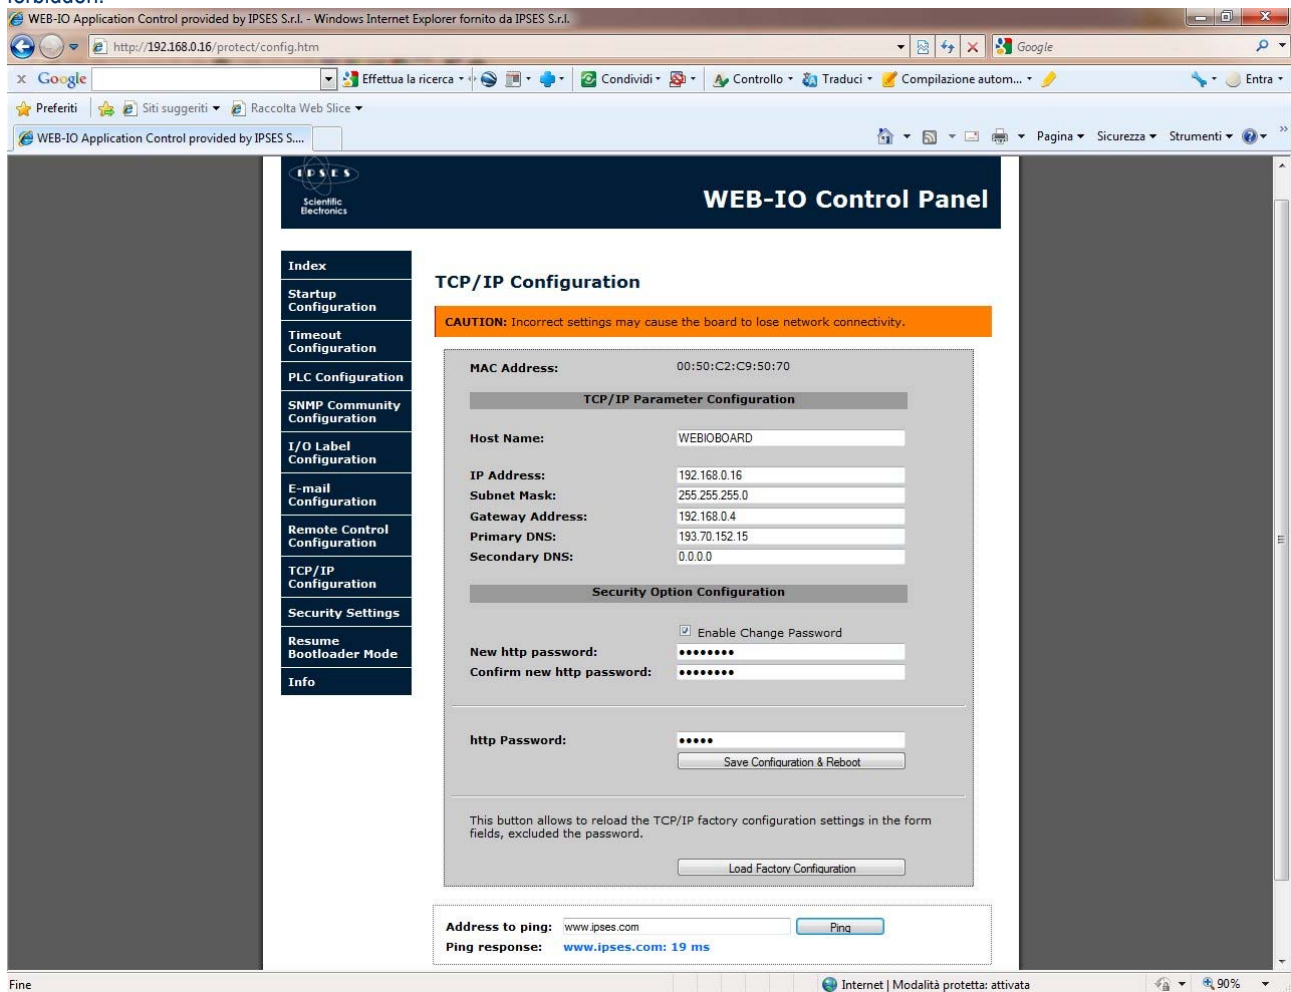 forbidden.
WEB-IO Application Control provided by IPSES S.r.l. - Windows Internet Explorer fornito da IPSES S.r.l.
http://192.168.0.16/protect/config.htm
Google
x Google
Effettua la ricerca
Condividi
Controllo
Traduci
Compilazione autom...
Entra
Preferiti
Siti suggeriti
Raccolta Web Slice
WEB-IO Application Control provided by IPSES S....
Pagina
Sicurezza
Strumenti
IPSES
Scientific
Electronics
WEB-IO Control Panel
Index
Startup
Configuration
Timeout
Configuration
PLC Configuration
SNMP Community
Configuration
I/O Label
Configuration
E-mail
Configuration
Remote Control
Configuration
TCP/IP
Configuration
Security Settings
Resume
Bootloader Mode
Info
TCP/IP Configuration
CAUTION: Incorrect settings may cause the board to lose network connectivity.
MAC Address: 00:50:C2:C9:50:70
TCP/IP Parameter Configuration
Host Name: WEBIOBOARD
IP Address: 192.168.0.16
Subnet Mask: 255.255.255.0
Gateway Address: 192.168.0.4
Primary DNS: 193.70.152.15
Secondary DNS: 0.0.0.0
Security Option Configuration
Enable Change Password
New http password: ••••••••
Confirm new http password: ••••••••
http Password: •••••
Save Configuration & Reboot
This button allows to reload the TCP/IP factory configuration settings in the form
fields, excluded the password.
Load Factory Configuration
Address to ping: www.ipses.com Ping
Ping response: www.ipses.com: 19 ms
Fine
Internet | Modalità protetta: attivata
90%